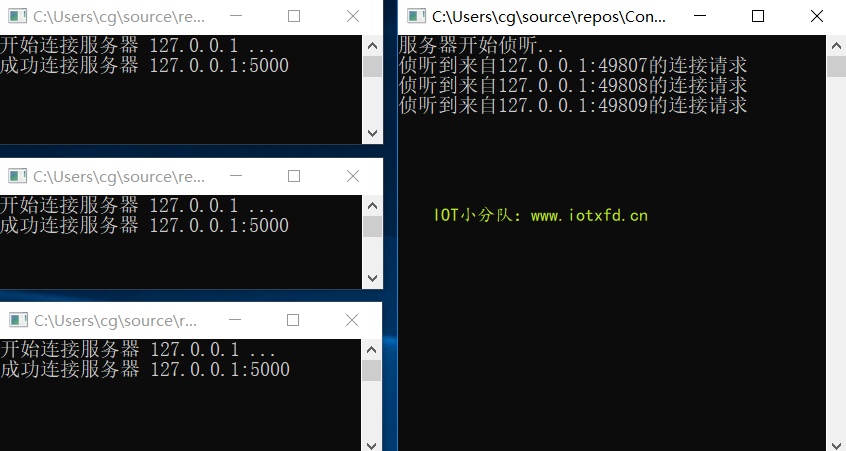 C:\Users\cg\source\re...
开始连接服务器 127.0.0.1 ...
成功连接服务器 127.0.0.1:5000
C:\Users\cg\source\re...
开始连接服务器 127.0.0.1 ...
成功连接服务器 127.0.0.1:5000
C:\Users\cg\source\r...
开始连接服务器 127.0.0.1 ...
成功连接服务器 127.0.0.1:5000
C:\Users\cg\source\repos\Con...
服务器开始侦听...
侦听到来自127.0.0.1:49807的连接请求
侦听到来自127.0.0.1:49808的连接请求
侦听到来自127.0.0.1:49809的连接请求
IOT小分队：www.iotxfd.cn